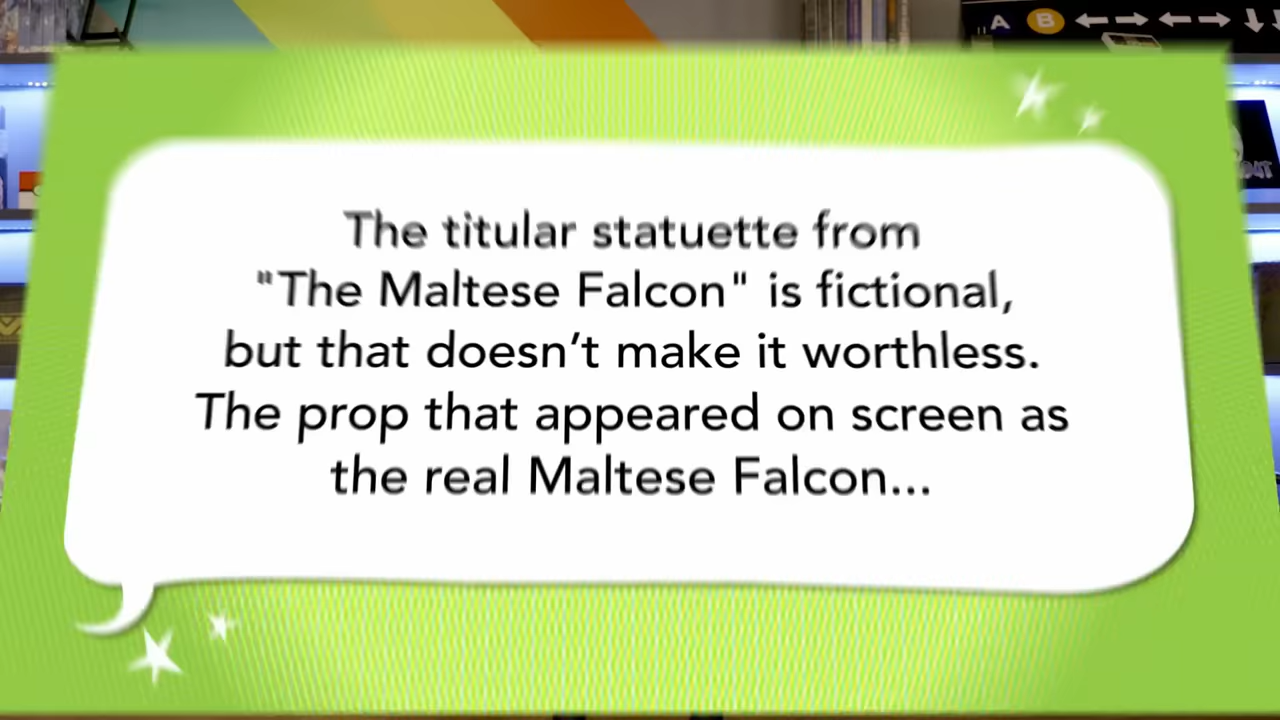 A B
The titular statuette from
"The Maltese Falcon" is fictional,
but that doesn’t make it worthless.
The prop that appeared on screen as
the real Maltese Falcon...